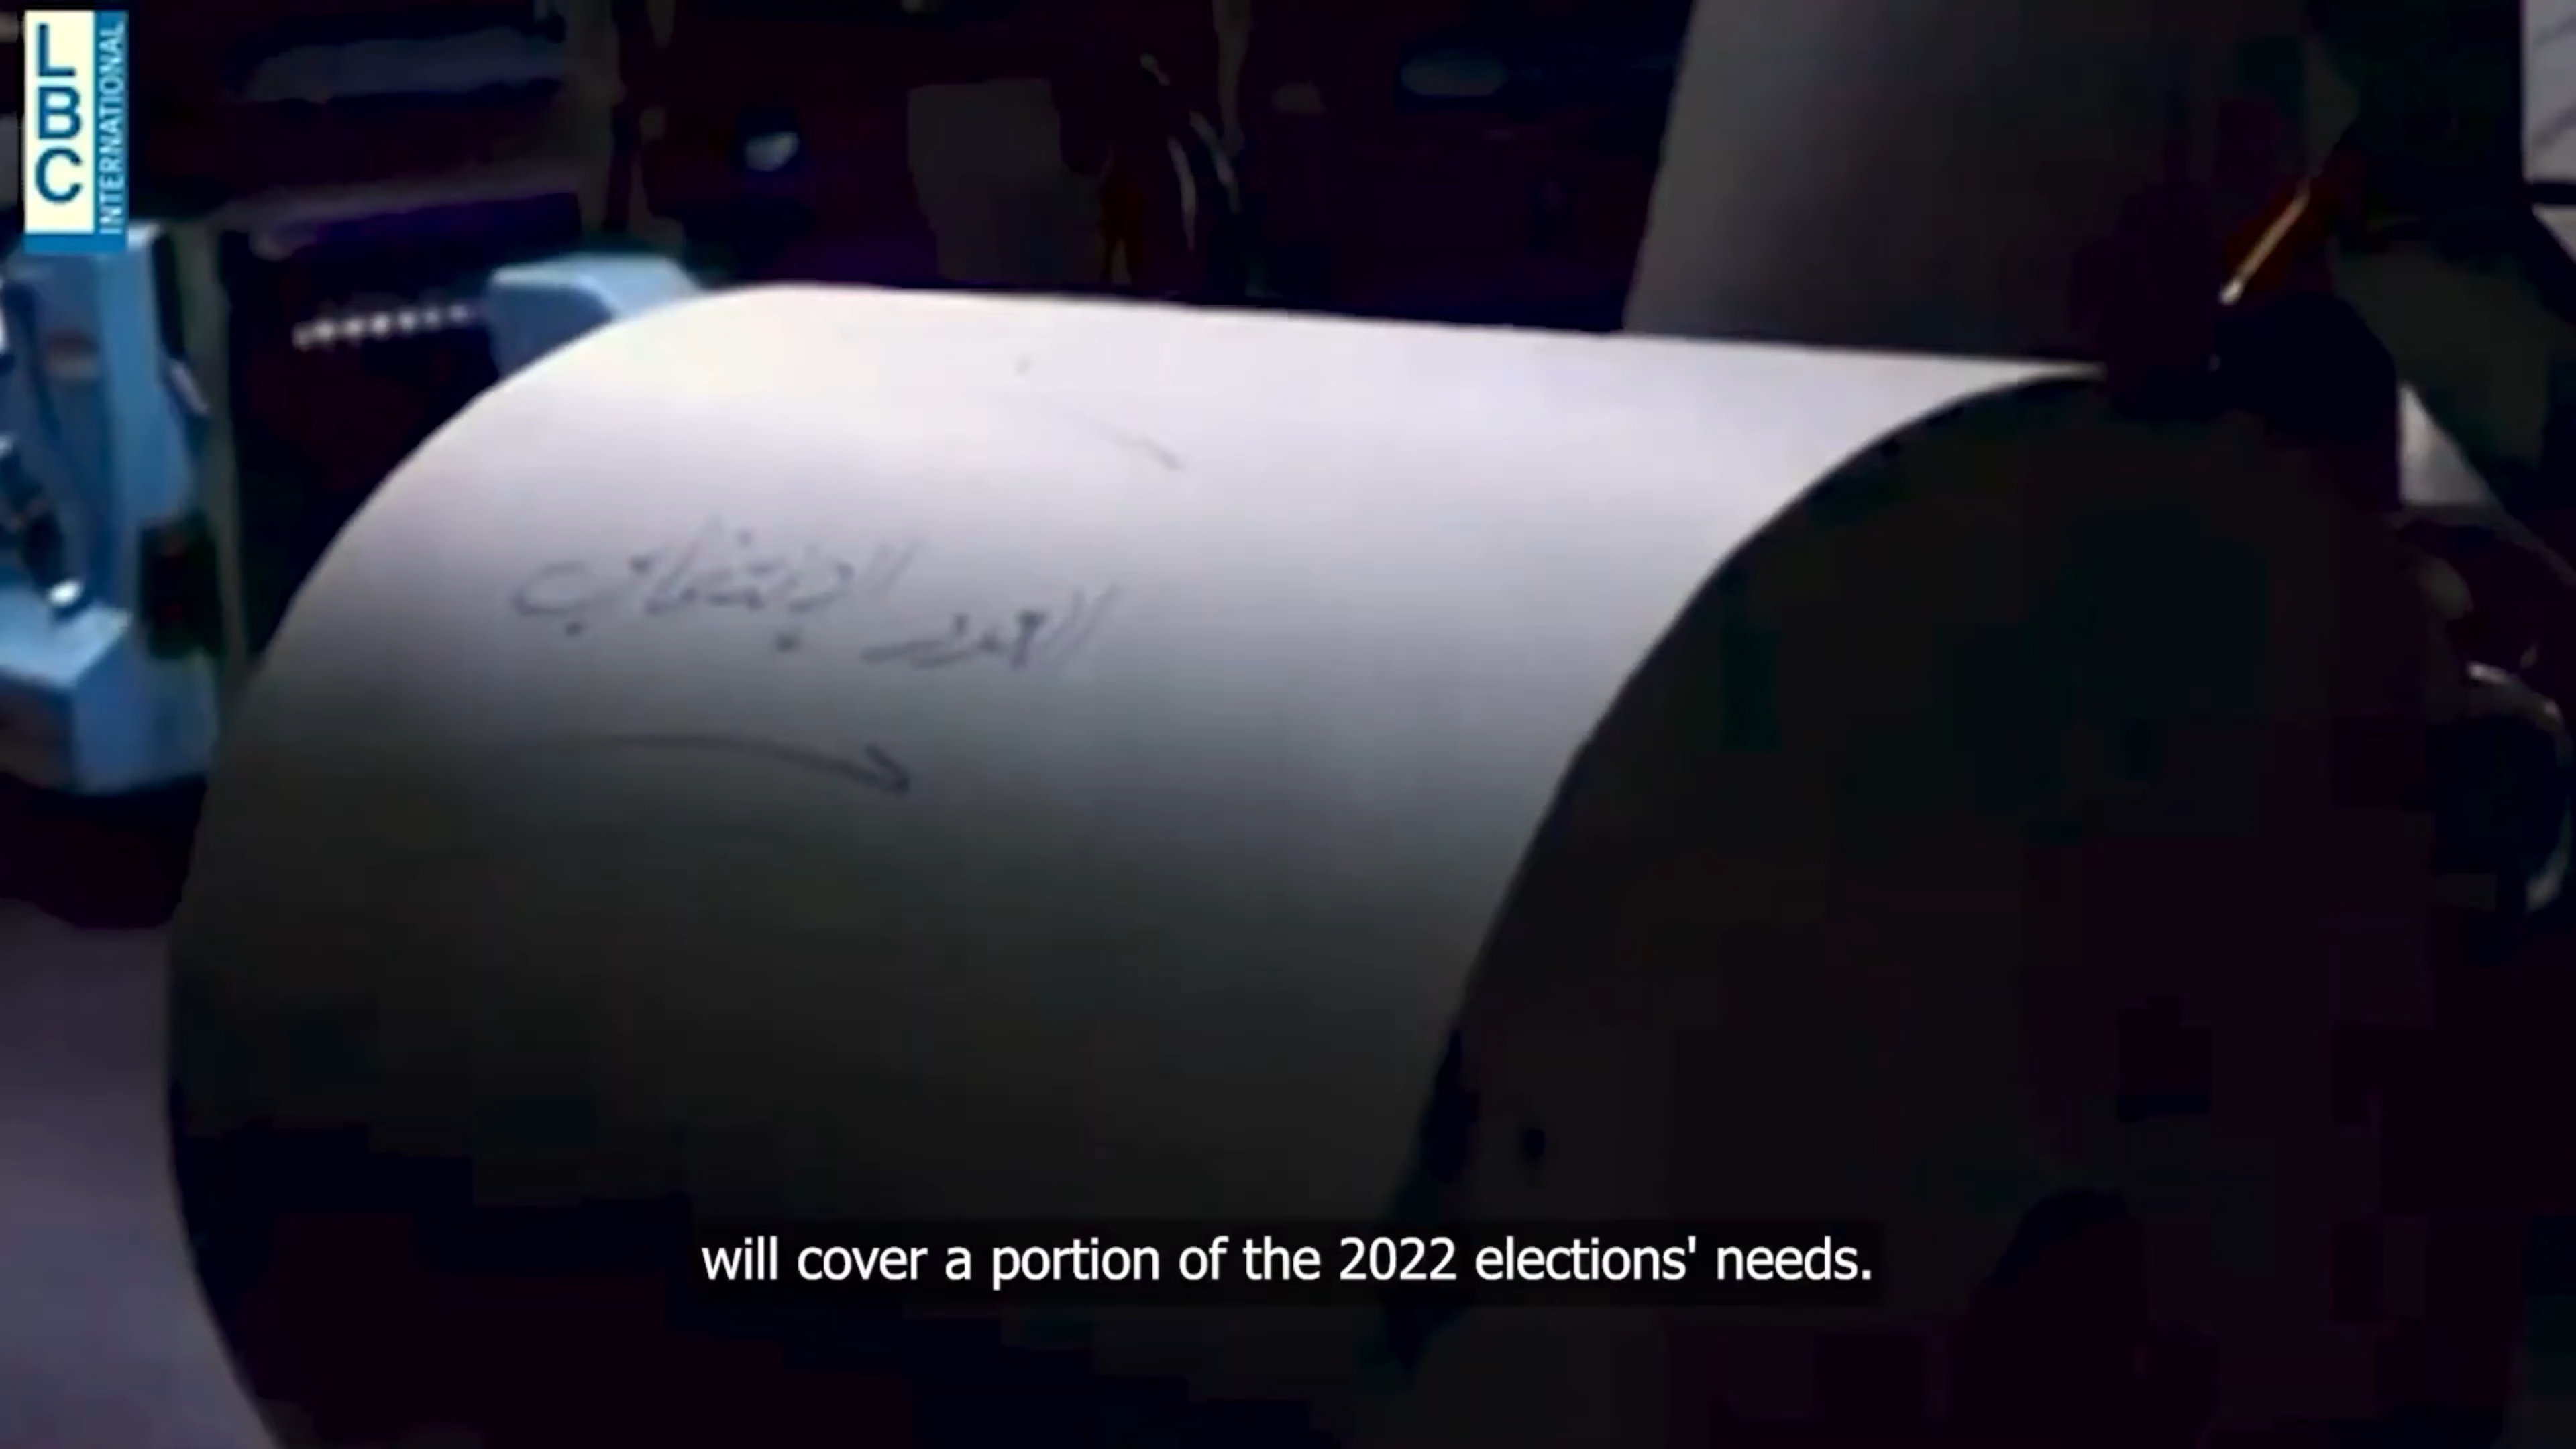 LBC
INTERNATIONAL
will cover a portion of the 2022 elections' needs.